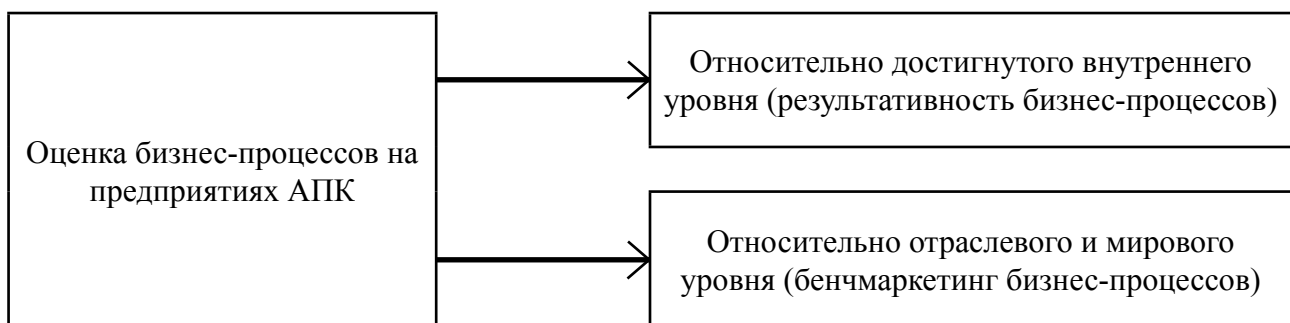 Оценка бизнес-процессов на
предприятиях АПК
Относительно достигнутого внутреннего
уровня (результативность бизнес-процессов)
Относительно отраслевого и мирового
уровня (бенчмаркетинг бизнес-процессов)